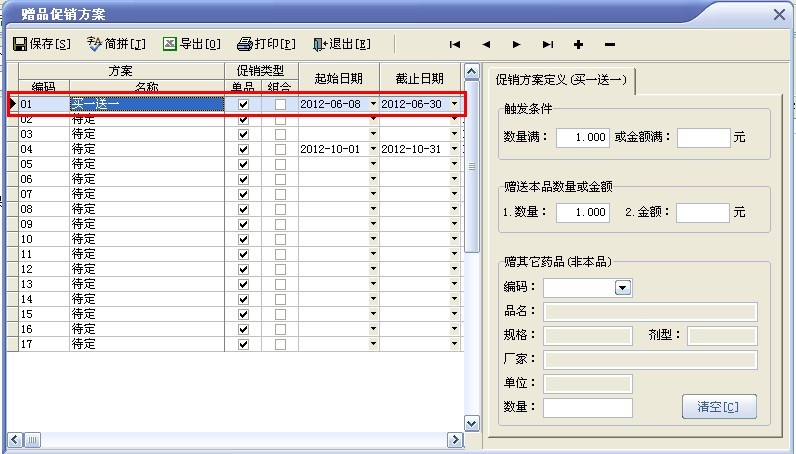 赠品促销方案
保存[S] 简拼[J] 导出[O] 打印[P] 退出[E]
方案 促销类型 起始日期 截止日期
编码 名称 单品 组合
01 买一送一 2012-06-08 2012-06-30
02 待定
03 待定
04 待定 2012-10-01 2012-10-31
05 待定
06 待定
07 待定
08 待定
09 待定
10 待定
11 待定
12 待定
13 待定
14 待定
15 待定
16 待定
17 待定
促销方案定义(买一送一)
触发条件
数量满: 1.000 或金额满: 元
赠送本品数量或金额
1.数量: 1.000 2.金额: 元
赠其它药品(非本品)
编码:
品名:
规格: 剂型:
厂家:
单位:
数量: 清空[C]